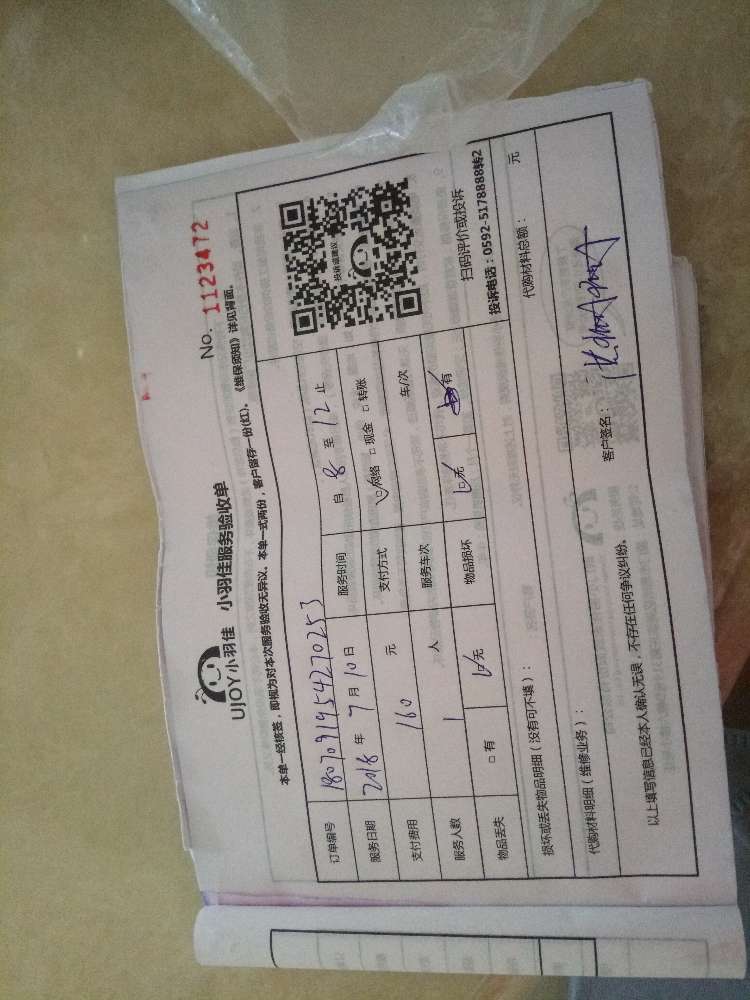 No. 1123472
UJOY小羽佳 小羽佳服务验收单
本单一经核签，即视为对本次服务验收无异议。本单一式两份，客户留存一份(红)。《维保须知》详见背面。
订单编号 1807091954270253
服务日期 2018 年 7 月 10 日 服务时间 自 8 至 12 止
支付费用 160 元 支付方式 网络 现金 转账
服务人数 1 人 服务车次 车/次
物品丢失 有 无 物品损坏 无 有
投诉或建议
扫码评价或投诉
投诉电话：0592-5178888转2
损坏或丢失物品明细（没有可不填）：
代购材料明细（维修业务）： 代购材料总额： 元
以上填写信息已经本人确认无误，不存在任何争议纠纷。 客户签名：